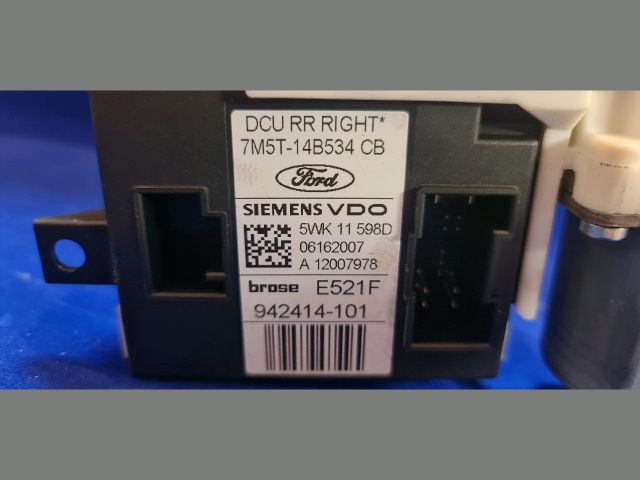 DCU RR RIGHT*
7M5T-14B534 CB
Ford
SIEMENS VDO
5WK 11 598D
06162007
A 12007978
brose E521F
942414-101